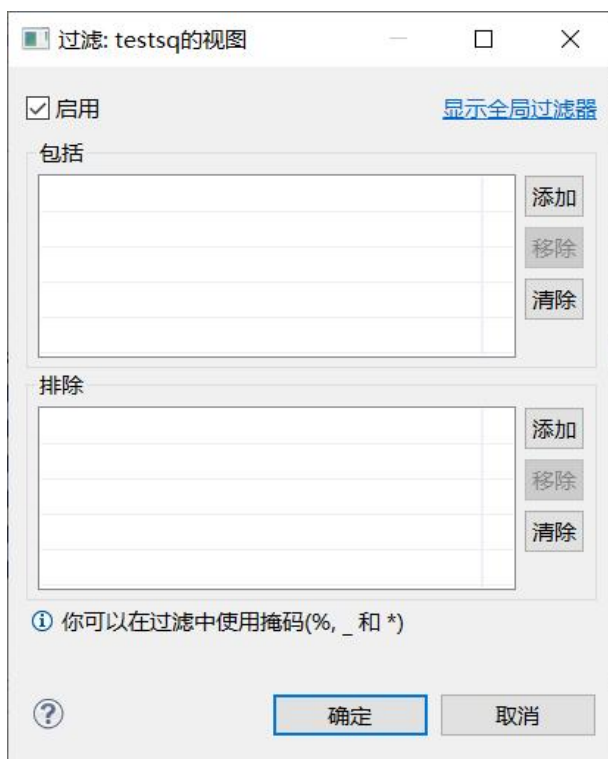 过滤: testsq的视图
启用
显示全局过滤器
包括
添加
移除
清除
排除
添加
移除
清除
你可以在过滤中使用掩码(%, _ 和 *)
确定
取消